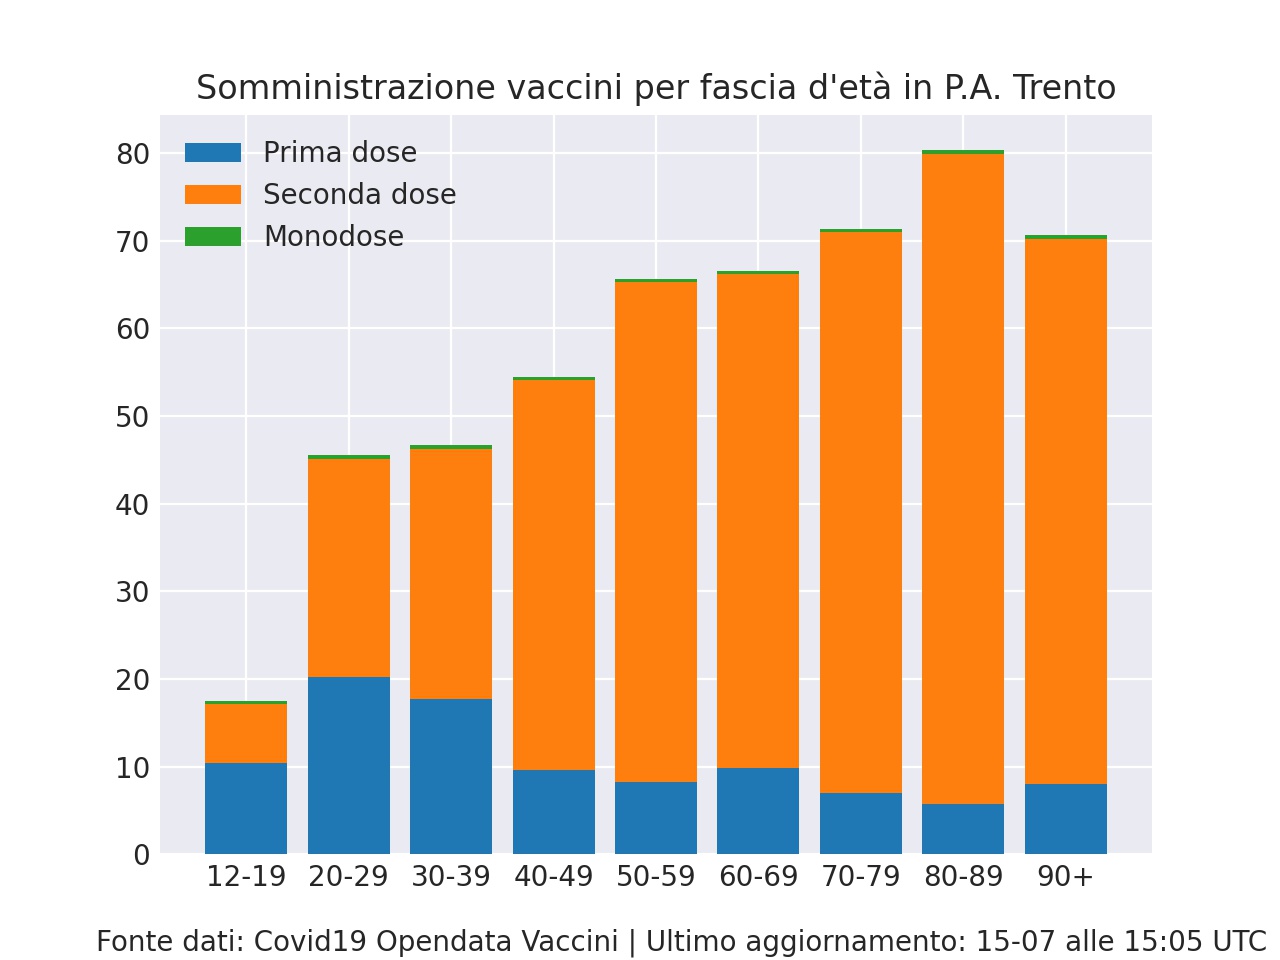 Somministrazione vaccini per fascia d'età in P.A. Trento
Prima dose
Seconda dose
Monodose
80
70
60
50
40
30
20
10
0
12-19 20-29 30-39 40-49 50-59 60-69 70-79 80-89 90+
Fonte dati: Covid19 Opendata Vaccini | Ultimo aggiornamento: 15-07 alle 15:05 UTC